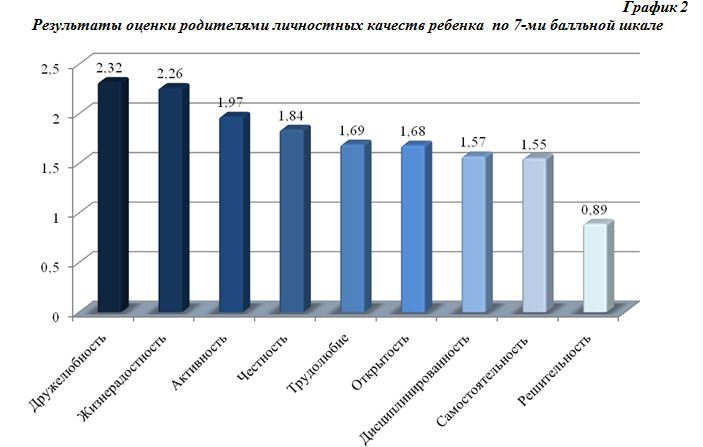 График 2
Результаты оценки родителями личностных качеств ребенка по 7-ми балльной шкале
2,5
2
1,5
1
0,5
0
2,32
2,26
1,97
1,84
1,69
1,68
1,57
1,55
0,89
Дружелюбность
Жизнерадостность
Активность
Честность
Трудолюбие
Открытость
Дисциплинированность
Самостоятельность
Решительность